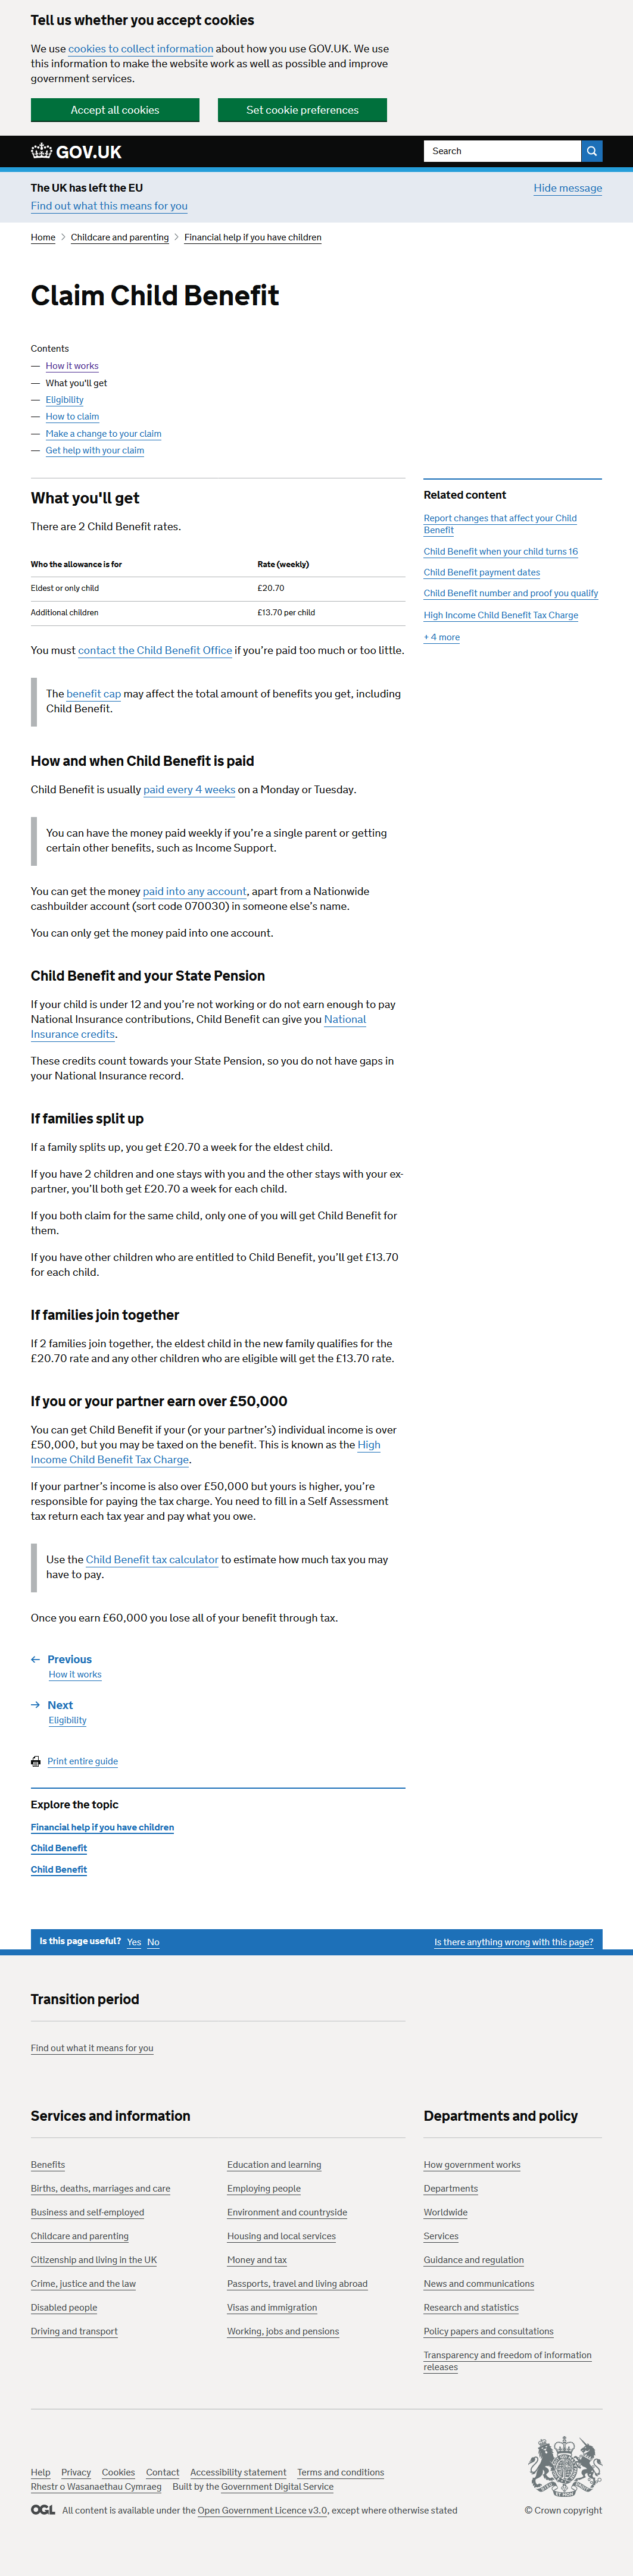 Tell us whether you accept cookies
We use cookies to collect information about how you use GOV.UK. We use
this information to make the website work as well as possible and improve
government services.
Accept all cookies
Set cookie preferences
GOV.UK
Search
The UK has left the EU
Hide message
Find out what this means for you
Home > Childcare and parenting > Financial help if you have children
Claim Child Benefit
Contents
— How it works
— What you'll get
— Eligibility
— How to claim
— Make a change to your claim
— Get help with your claim
What you'll get
There are 2 Child Benefit rates.
Who the allowance is for Rate (weekly)
Eldest or only child £20.70
Additional children £13.70 per child
You must contact the Child Benefit Office if you’re paid too much or too little.
The benefit cap may affect the total amount of benefits you get, including
Child Benefit.
How and when Child Benefit is paid
Child Benefit is usually paid every 4 weeks on a Monday or Tuesday.
You can have the money paid weekly if you’re a single parent or getting
certain other benefits, such as Income Support.
You can get the money paid into any account, apart from a Nationwide
cashbuilder account (sort code 070030) in someone else’s name.
You can only get the money paid into one account.
Child Benefit and your State Pension
If your child is under 12 and you’re not working or do not earn enough to pay
National Insurance contributions, Child Benefit can give you National
Insurance credits.
These credits count towards your State Pension, so you do not have gaps in
your National Insurance record.
If families split up
If a family splits up, you get £20.70 a week for the eldest child.
If you have 2 children and one stays with you and the other stays with your ex-
partner, you’ll both get £20.70 a week for each child.
If you both claim for the same child, only one of you will get Child Benefit for
them.
If you have other children who are entitled to Child Benefit, you’ll get £13.70
for each child.
If families join together
If 2 families join together, the eldest child in the new family qualifies for the
£20.70 rate and any other children who are eligible will get the £13.70 rate.
If you or your partner earn over £50,000
You can get Child Benefit if your (or your partner’s) individual income is over
£50,000, but you may be taxed on the benefit. This is known as the High
Income Child Benefit Tax Charge.
If your partner’s income is also over £50,000 but yours is higher, you’re
responsible for paying the tax charge. You need to fill in a Self Assessment
tax return each tax year and pay what you owe.
Use the Child Benefit tax calculator to estimate how much tax you may
have to pay.
Once you earn £60,000 you lose all of your benefit through tax.
Previous
How it works
Next
Eligibility
Print entire guide
Explore the topic
Financial help if you have children
Child Benefit
Child Benefit
Related content
Report changes that affect your Child
Benefit
Child Benefit when your child turns 16
Child Benefit payment dates
Child Benefit number and proof you qualify
High Income Child Benefit Tax Charge
+ 4 more
Is this page useful? Yes No
Is there anything wrong with this page?
Transition period
Find out what it means for you
Services and information
Benefits
Births, deaths, marriages and care
Business and self-employed
Childcare and parenting
Citizenship and living in the UK
Crime, justice and the law
Disabled people
Driving and transport
Education and learning
Employing people
Environment and countryside
Housing and local services
Money and tax
Passports, travel and living abroad
Visas and immigration
Working, jobs and pensions
Departments and policy
How government works
Departments
Worldwide
Services
Guidance and regulation
News and communications
Research and statistics
Policy papers and consultations
Transparency and freedom of information
releases
Help Privacy Cookies Contact Accessibility statement Terms and conditions
Rhestr o Wasanaethau Cymraeg Built by the Government Digital Service
OGL All content is available under the Open Government Licence v3.0, except where otherwise stated
© Crown copyright